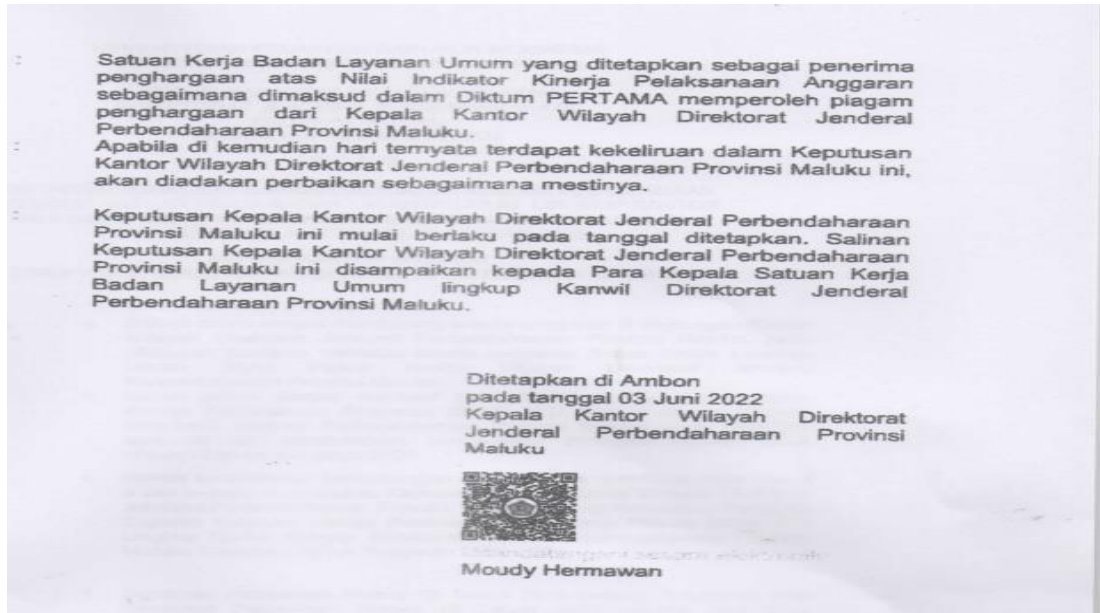 : Satuan Kerja Badan Layanan Umum yang ditetapkan sebagai penerima
penghargaan atas Nilai Indikator Kinerja Pelaksanaan Anggaran
sebagaimana dimaksud dalam Diktum PERTAMA memperoleh piagam
penghargaan dari Kepala Kantor Wilayah Direktorat Jenderal
Perbendaharaan Provinsi Maluku.
: Apabila di kemudian hari ternyata terdapat kekeliruan dalam Keputusan
Kantor Wilayah Direktorat Jenderal Perbendaharaan Provinsi Maluku ini,
akan diadakan perbaikan sebagaimana mestinya.
: Keputusan Kepala Kantor Wilayah Direktorat Jenderal Perbendaharaan
Provinsi Maluku ini mulai berlaku pada tanggal ditetapkan. Salinan
Keputusan Kepala Kantor Wilayah Direktorat Jenderal Perbendaharaan
Provinsi Maluku ini disampaikan kepada Para Kepala Satuan Kerja
Badan Layanan Umum lingkup Kanwil Direktorat Jenderal
Perbendaharaan Provinsi Maluku.
Ditetapkan di Ambon
pada tanggal 03 Juni 2022
Kepala Kantor Wilayah Direktorat
Jenderal Perbendaharaan Provinsi
Maluku
Ditandatangani secara elektronik
Moudy Hermawan